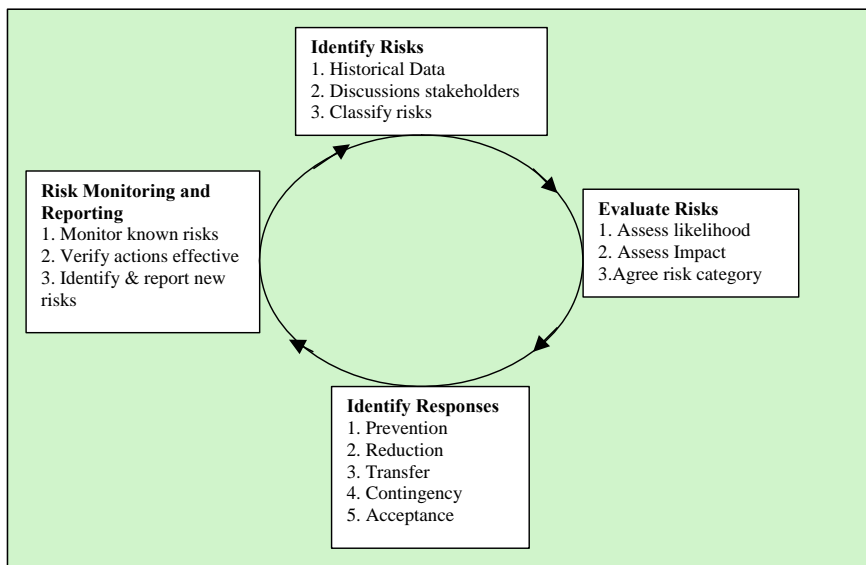 Identify Risks
1. Historical Data
2. Discussions stakeholders
3. Classify risks
Evaluate Risks
1. Assess likelihood
2. Assess Impact
3.Agree risk category
Identify Responses
1. Prevention
2. Reduction
3. Transfer
4. Contingency
5. Acceptance
Risk Monitoring and
Reporting
1. Monitor known risks
2. Verify actions effective
3. Identify & report new
risks